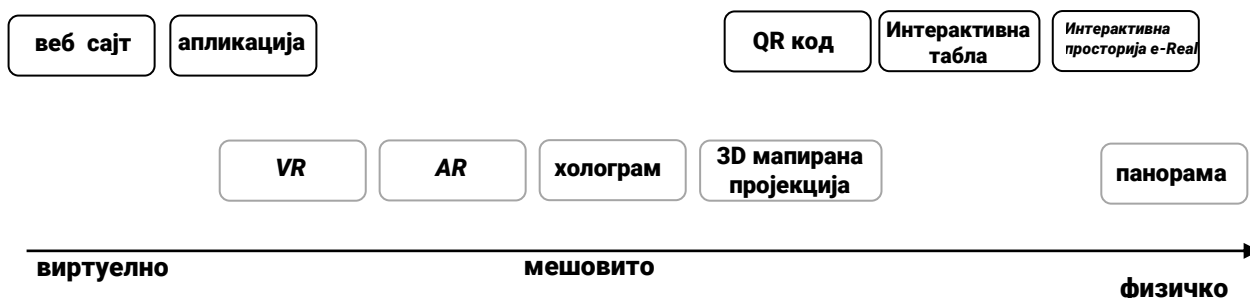 веб сајт
апликација
QR код
Интерактивна
табла
Интерактивна
просторија e-Real
VR
AR
холограм
3D мапирана
пројекција
панорама
виртуелно
мешовито
физичко